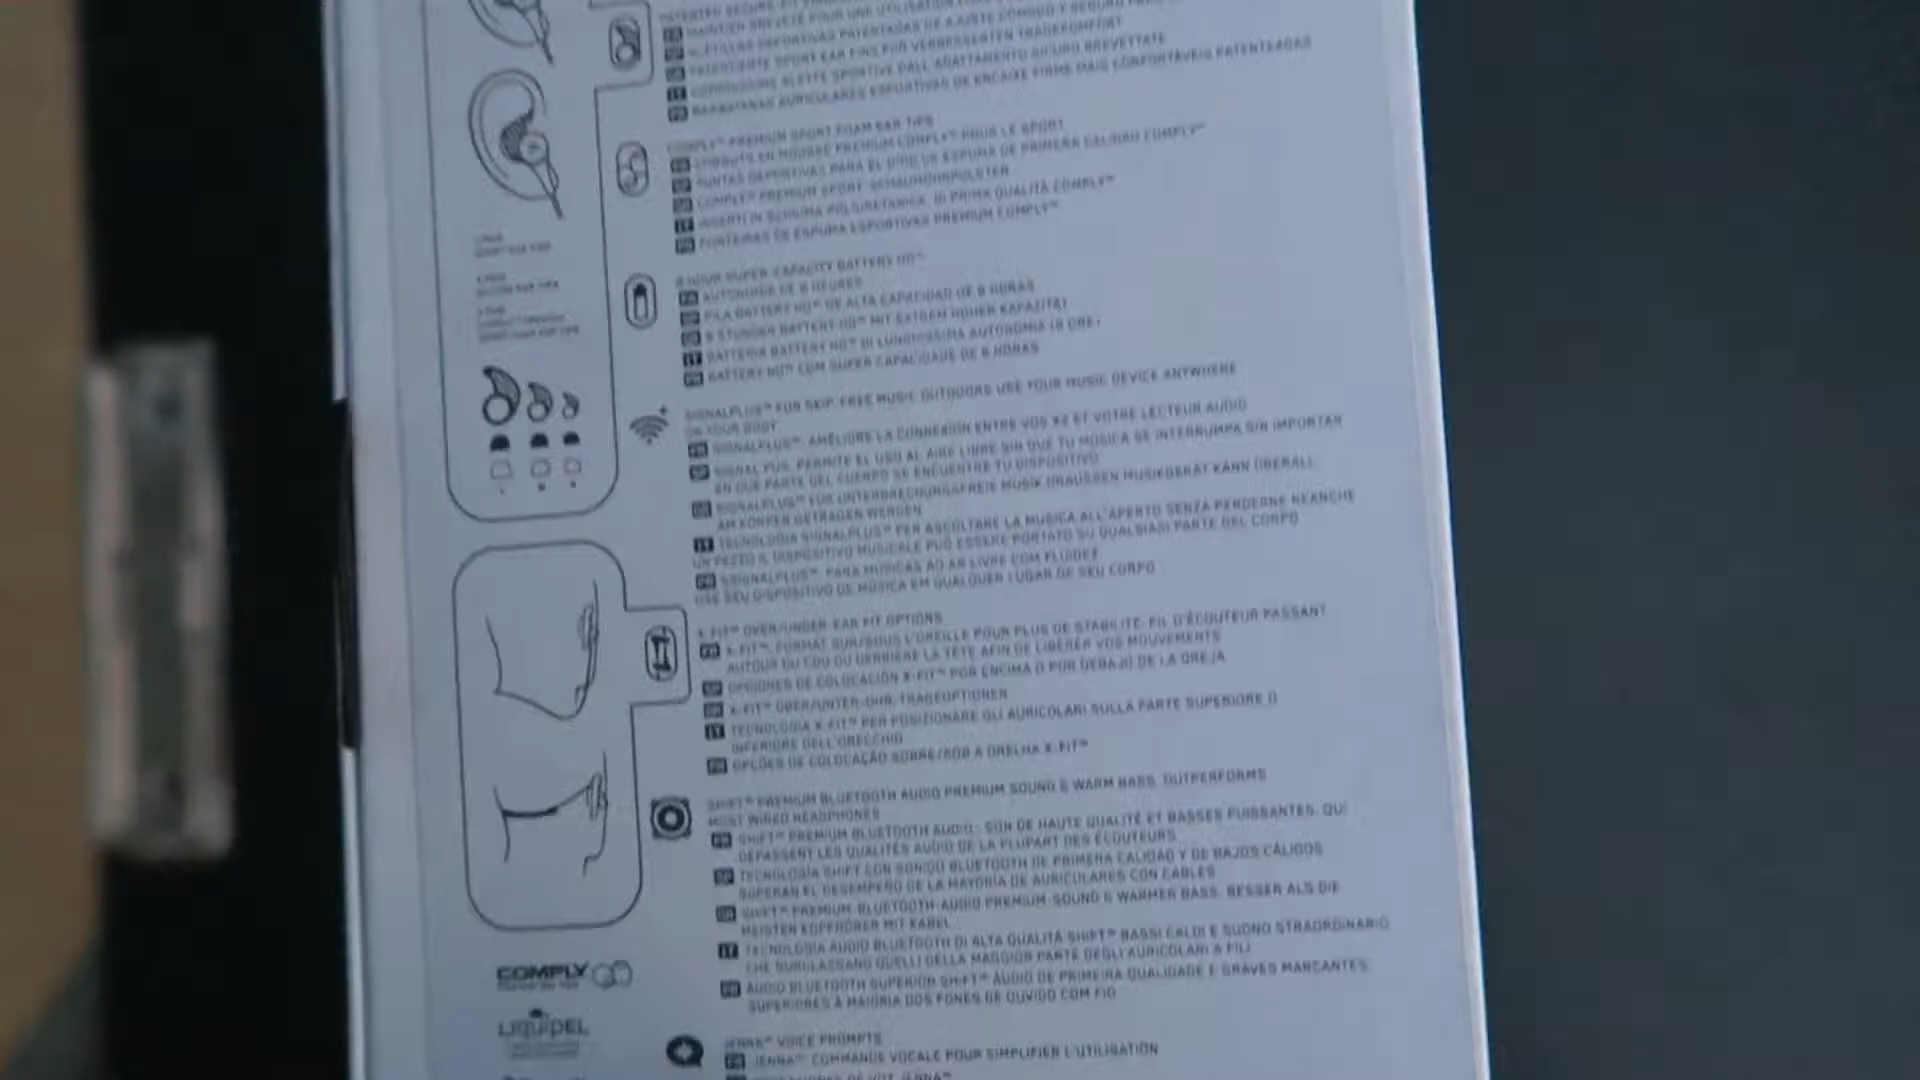 PATENTED SECURE-FIT
MAINTIEN BREVETÉ POUR UNE UTILISATION
ALETILLAS DEPORTIVAS PATENTADAS DE AJUSTE CÓMODO Y SEGURO
PATENTIERTE SPORT EAR FINS FÜR VERBESSERTEN TRAGEKOMFORT
ALETTE SPORTIVE DALL'ADATTAMENTO SICURO BREVETTATE
BARBATANAS AURICULARES ESPORTIVAS DE ENCAIXE FIRME MAIS CONFORTÁVEIS PATENTEADAS
COMPLY™ PREMIUM SPORT FOAM EAR TIPS
EMBOUTS EN MOUSSE PREMIUM COMPLY™ POUR LE SPORT
PUNTAS DEPORTIVAS PARA EL OÍDO DE ESPUMA DE PRIMERA CALIDAD COMPLY™
COMPLY™ PREMIUM SPORT-SCHAUMOHRPOLSTER
IT INSERTI IN SCHIUMA POLIURETANICA DI PRIMA QUALITÀ COMPLY™
PONTEIRAS DE ESPUMA ESPORTIVAS PREMIUM COMPLY™
8 HOUR SUPER-CAPACITY BATTERY HD™
FR AUTONOMIE DE 8 HEURES
SP PILA BATTERY HD™ DE ALTA CAPACIDAD DE 8 HORAS
8 STUNDEN BATTERY HD™ MIT EXTREM HOHER KAPAZITÄT
IT BATTERIA BATTERY HD™ DI LUNGHISSIMA AUTONOMIA (8 ORE)
BATTERY HD™ COM SUPER CAPACIDADE DE 8 HORAS
SIGNALPLUS™ FOR SKIP-FREE MUSIC OUTDOORS USE YOUR MUSIC DEVICE ANYWHERE
ON YOUR BODY
FR SIGNALPLUS™: AMÉLIORE LA CONNEXION ENTRE VOS X2 ET VOTRE LECTEUR AUDIO
SP SIGNAL PUS PERMITE EL USO AL AIRE LIBRE SIN QUE TU MÚSICA SE INTERRUMPA SIN IMPORTAR
EN QUE PARTE DEL CUERPO SE ENCUENTRE TU DISPOSITIVO
SIGNALPLUS™ FÜR UNTERBRECHUNGSFREIE MUSIK DRAUSSEN MUSIKGERÄT KANN ÜBERALL
AM KÖRPER GETRAGEN WERDEN
IT TECNOLOGIA SIGNALPLUS™ PER ASCOLTARE LA MUSICA ALL'APERTO SENZA PERDERNE NEANCHE
UN PEZZO IL DISPOSITIVO MUSICALE PUÒ ESSERE PORTATO SU QUALSIASI PARTE DEL CORPO
SIGNALPLUS™ PARA MÚSICAS AO AR LIVRE COM FLUIDEZ
USE SEU DISPOSITIVO DE MÚSICA EM QUALQUER LUGAR DE SEU CORPO
X-FIT™ OVER/UNDER-EAR FIT OPTIONS
FR X-FIT™, FORMAT SUR/SOUS L'OREILLE POUR PLUS DE STABILITÉ. FIL D'ÉCOUTEUR PASSANT
AUTOUR DU COU OU DERRIÈRE LA TÊTE AFIN DE LIBÉRER VOS MOUVEMENTS
SP OPCIONES DE COLOCACIÓN X-FIT™ POR ENCIMA O POR DEBAJO DE LA OREJA
X-FIT™ ÜBER/UNTER-OHR-TRAGEOPTIONEN
IT TECNOLOGIA X-FIT™ PER POSIZIONARE GLI AURICOLARI SULLA PARTE SUPERIORE O
INFERIORE DELL'ORECCHIO
OPÇÕES DE COLOCAÇÃO SOBRE/SOB A ORELHA X-FIT™
SHIFT™ PREMIUM BLUETOOTH AUDIO PREMIUM SOUND & WARM BASS. OUTPERFORMS
MOST WIRED HEADPHONES
FR SHIFT™ PREMIUM BLUETOOTH AUDIO: SON DE HAUTE QUALITÉ ET BASSES PUISSANTES, QUI
DÉPASSENT LES QUALITÉS AUDIO DE LA PLUPART DES ÉCOUTEURS
SP TECNOLOGÍA SHIFT CON SONIDO BLUETOOTH DE PRIMERA CALIDAD Y DE BAJOS CÁLIDOS
SUPERAN EL DESEMPEÑO DE LA MAYORÍA DE AURICULARES CON CABLES
SHIFT™ PREMIUM-BLUETOOTH-AUDIO PREMIUM-SOUND & WARMER BASS. BESSER ALS DIE
MEISTEN KOPFHÖRER MIT KABEL
IT TECNOLOGIA AUDIO BLUETOOTH DI ALTA QUALITÀ SHIFT™ BASSI CALDI E SUONO STRAORDINARIO
CHE SURCLASSANO QUELLI DELLA MAGGIOR PARTE DEGLI AURICOLARI A FILI
ÁUDIO BLUETOOTH SUPERIOR SHIFT™ ÁUDIO DE PRIMEIRA QUALIDADE E GRAVES MARCANTES
SUPERIORES À MAIORIA DOS FONES DE OUVIDO COM FIO
COMPLY
LIQUIPEL
JENNA™ VOICE PROMPTS
FR JENNA™: COMMANDE VOCALE POUR SIMPLIFIER L'UTILISATION
DE VOZ JENNA™